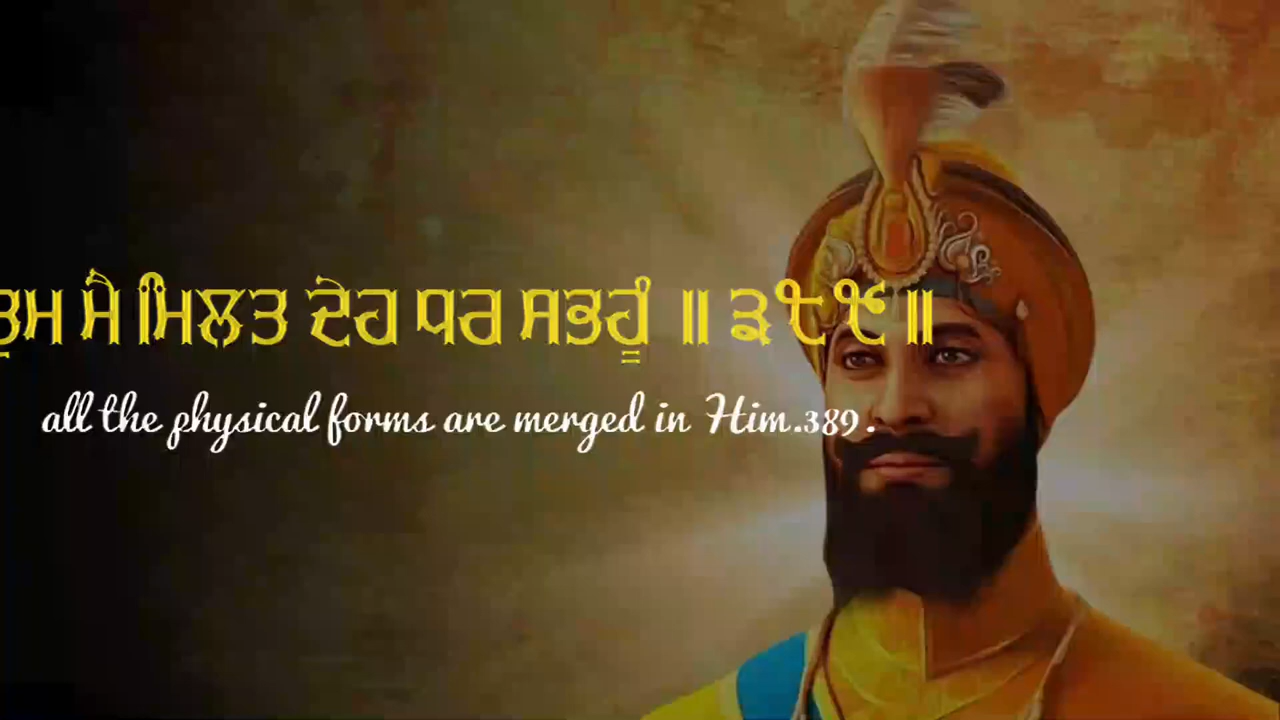 ਮੈ ਮਿਲਤ ਦੇਹ ਧਰ ਸਭਹੂੰ ॥੩੮੯॥
all the physical forms are merged in Him.389.